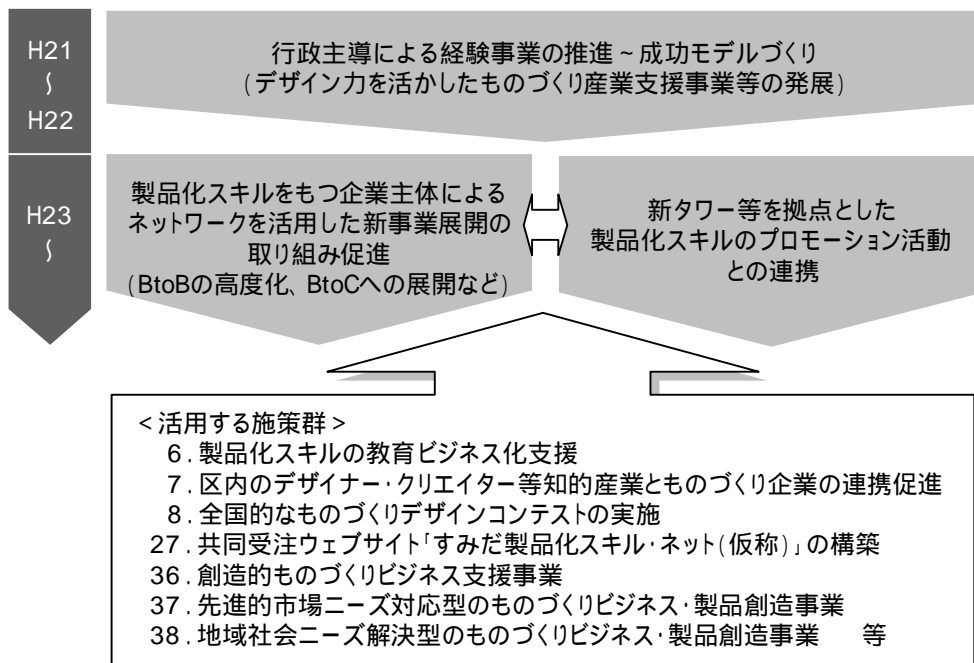 H21
～
H22
行政主導による経験事業の推進～成功モデルづくり
(デザイン力を活かしたものづくり産業支援事業等の発展)
H23
～
製品化スキルをもつ企業主体による
ネットワークを活用した新事業展開の
取り組み促進
(BtoBの高度化、BtoCへの展開など)
新タワー等を拠点とした
製品化スキルのプロモーション活動
との連携
＜活用する施策群＞
6．製品化スキルの教育ビジネス化支援
7．区内のデザイナー・クリエイター等知的産業とものづくり企業の連携促進
8．全国的なものづくりデザインコンテストの実施
27．共同受注ウェブサイト「すみだ製品化スキル・ネット(仮称)」の構築
36．創造的ものづくりビジネス支援事業
37．先進的市場ニーズ対応型のものづくりビジネス・製品創造事業
38．地域社会ニーズ解決型のものづくりビジネス・製品創造事業　等